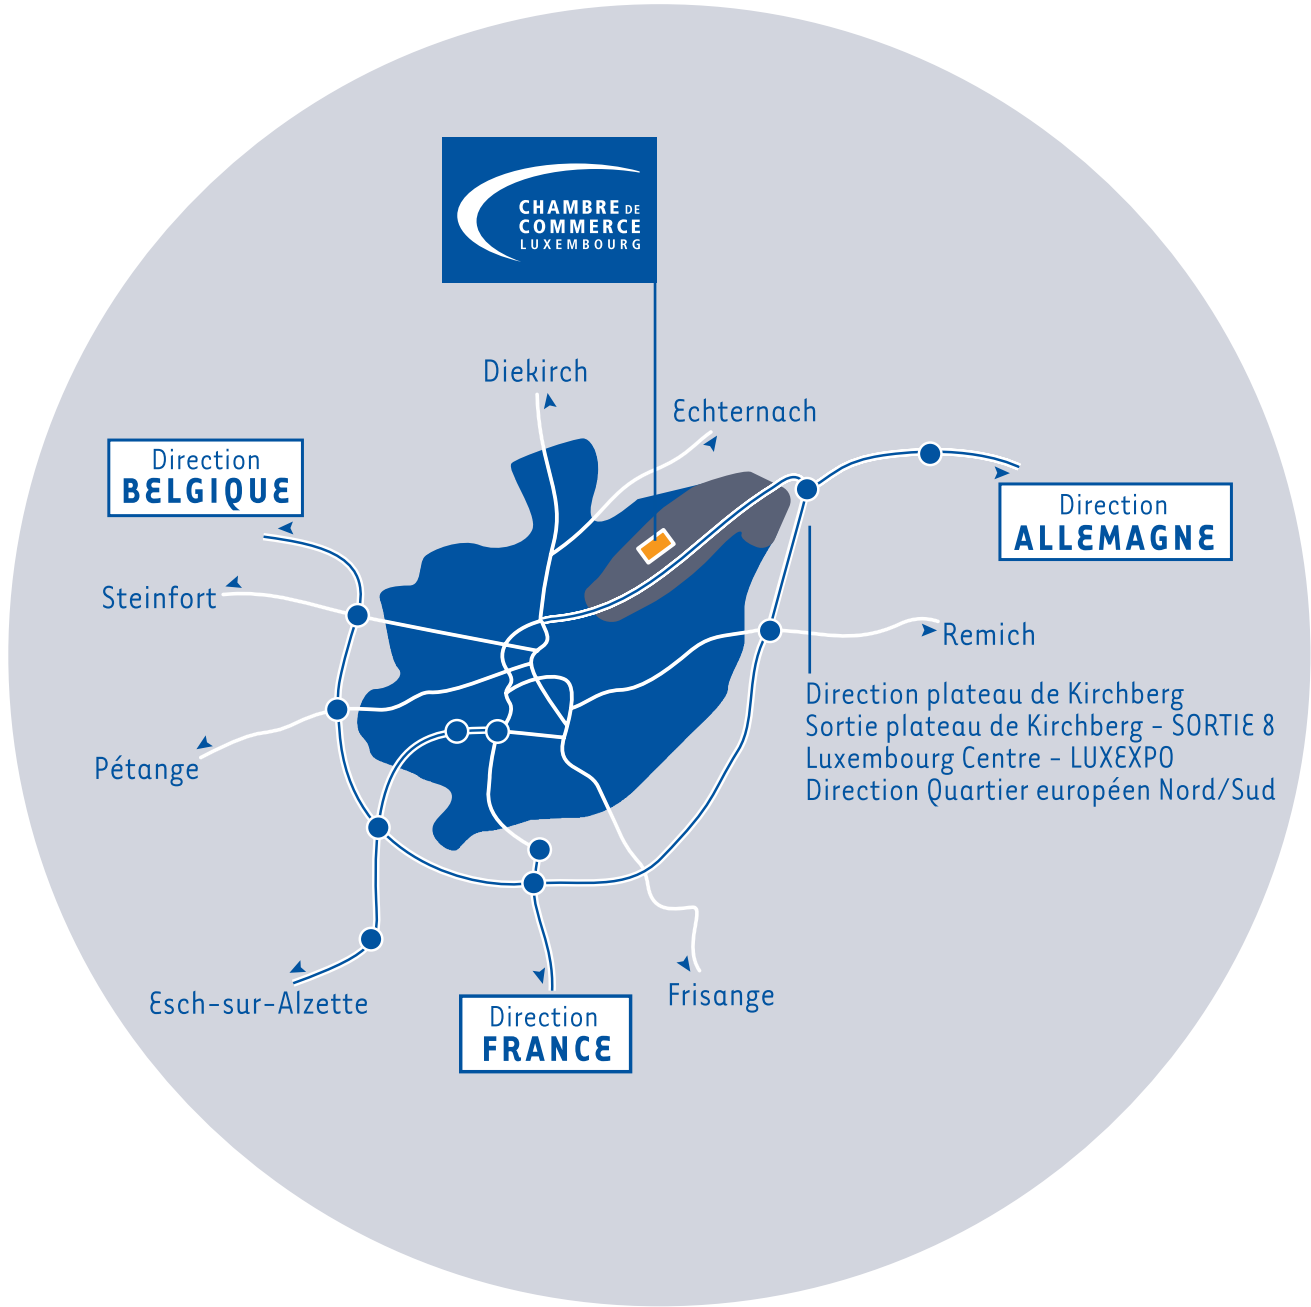 CHAMBRE DE
COMMERCE
LUXEMBOURG
Diekirch
Echternach
Direction
BELGIQUE
Direction
ALLEMAGNE
Steinfort
Remich
Direction plateau de Kirchberg
Sortie plateau de Kirchberg - SORTIE 8
Luxembourg Centre - LUXEXPO
Direction Quartier européen Nord/Sud
Pétange
Esch-sur-Alzette
Frisange
Direction
FRANCE